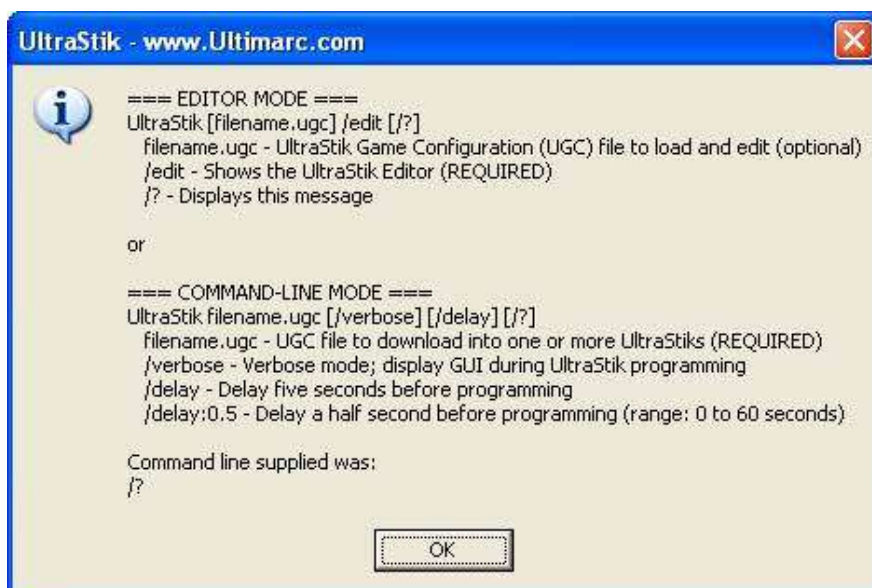 UltraStik - www.Ultimarc.com
=== EDITOR MODE ===
UltraStik [filename.ugc] /edit [/?]
filename.ugc - UltraStik Game Configuration (UGC) file to load and edit (optional)
/edit - Shows the UltraStik Editor (REQUIRED)
/? - Displays this message
or
=== COMMAND-LINE MODE ===
UltraStik filename.ugc [/verbose] [/delay] [/?]
filename.ugc - UGC file to download into one or more UltraStiks (REQUIRED)
/verbose - Verbose mode; display GUI during UltraStik programming
/delay - Delay five seconds before programming
/delay:0.5 - Delay a half second before programming (range: 0 to 60 seconds)
Command line supplied was:
/?
OK